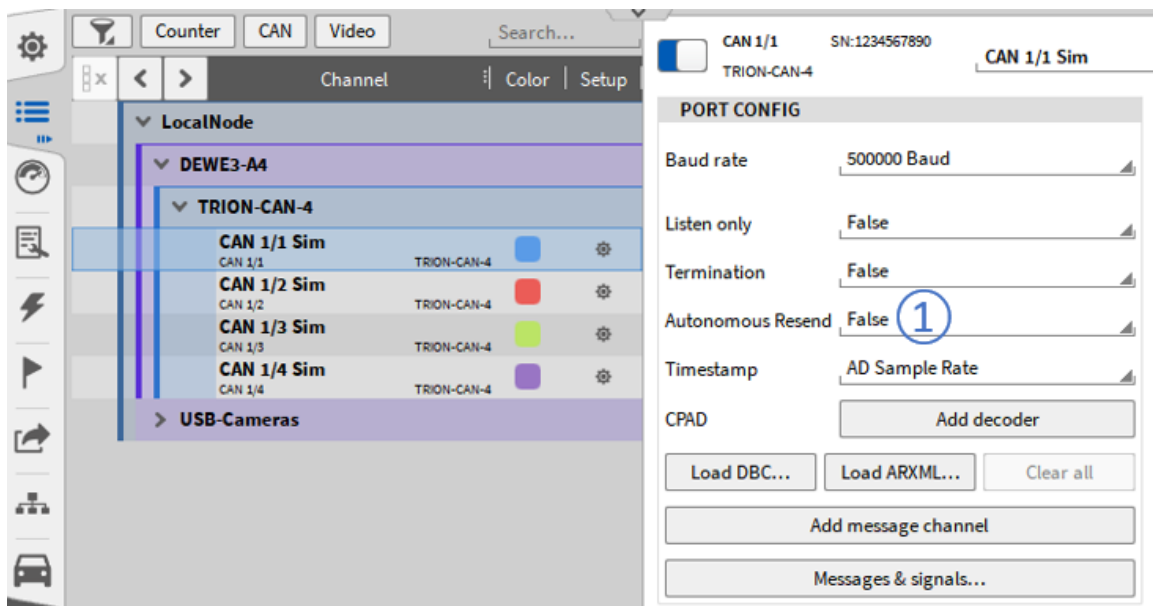 Counter CAN Video Search...
Channel Color Setup
LocalNode
DEWE3-A4
TRION-CAN-4
CAN 1/1 Sim
CAN 1/1 TRION-CAN-4
CAN 1/2 Sim
CAN 1/2 TRION-CAN-4
CAN 1/3 Sim
CAN 1/3 TRION-CAN-4
CAN 1/4 Sim
CAN 1/4 TRION-CAN-4
USB-Cameras
CAN 1/1 SN:1234567890
TRION-CAN-4
CAN 1/1 Sim
PORT CONFIG
Baud rate 500000 Baud
Listen only False
Termination False
Autonomous Resend False 1
Timestamp AD Sample Rate
CPAD Add decoder
Load DBC... Load ARXML... Clear all
Add message channel
Messages & signals...